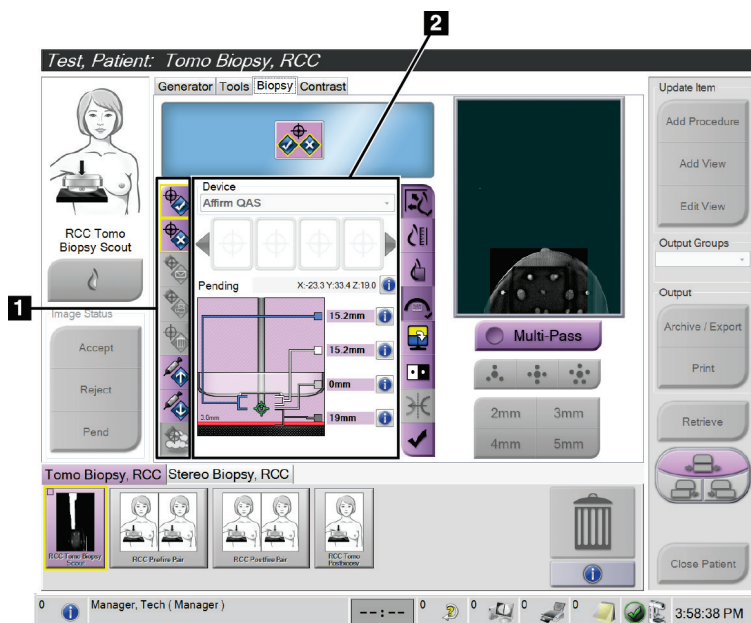 2
Test, Patient: Tomo Biopsy, RCC
Generator Tools Biopsy Contrast
Update Item
Add Procedure
Add View
Edit View
Output Groups
Output
Archive / Export
Print
Retrieve
Close Patient
RCC Tomo
Biopsy Scout
1
Image Status
Accept
Reject
Pend
Device
Affirm QAS
Pending X:-23.3 Y:33.4 Z:19.0
15.2mm
15.2mm
0mm
19mm
0.0mm
Multi-Pass
2mm 3mm
4mm 5mm
Tomo Biopsy, RCC Stereo Biopsy, RCC
RCC Tomo Biopsy
Scout
RCC Prefire Pair
RCC Postfire Pair
RCC Tomo
Postbiopsy
0 Manager, Tech ( Manager ) --:-- 0 0 0 0 3:58:38 PM